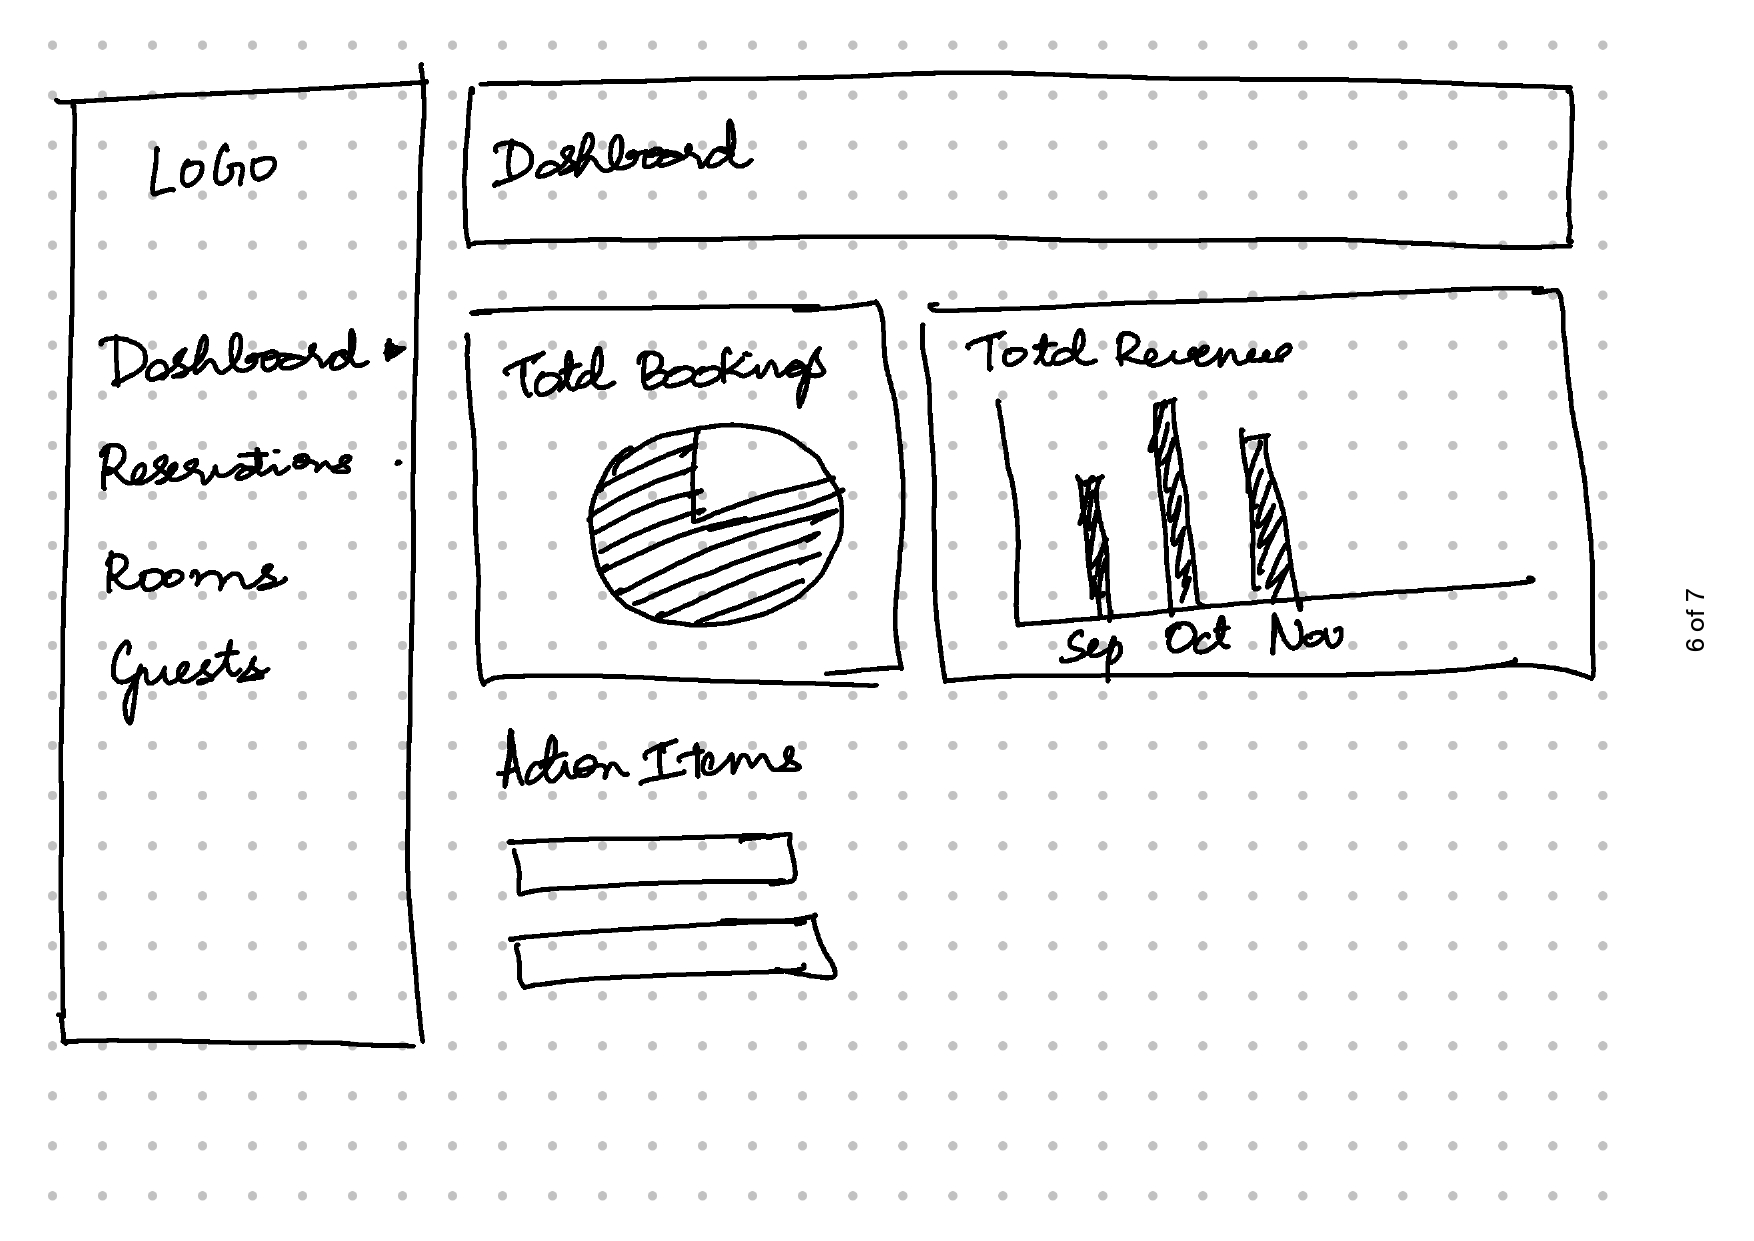 LOGO
Dashboard
Reservations
Rooms
Guests
Dashboard
Total Bookings
Total Revenue
Sep Oct Nov
Action Items
6 of 7